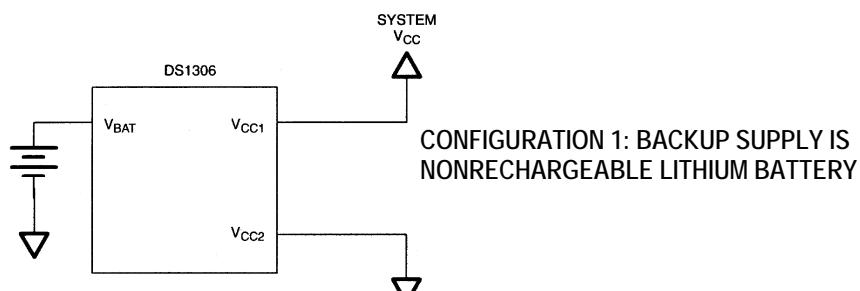 SYSTEM
VCC
DS1306
VBAT
VCC1
CONFIGURATION 1: BACKUP SUPPLY IS
NONRECHARGEABLE LITHIUM BATTERY
VCC2